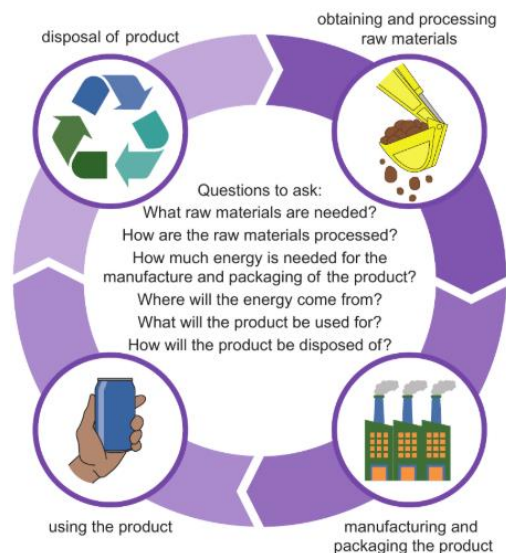 disposal of product
obtaining and processing
raw materials
Questions to ask:
What raw materials are needed?
How are the raw materials processed?
How much energy is needed for the
manufacture and packaging of the product?
Where will the energy come from?
What will the product be used for?
How will the product be disposed of?
using the product
manufacturing and
packaging the product